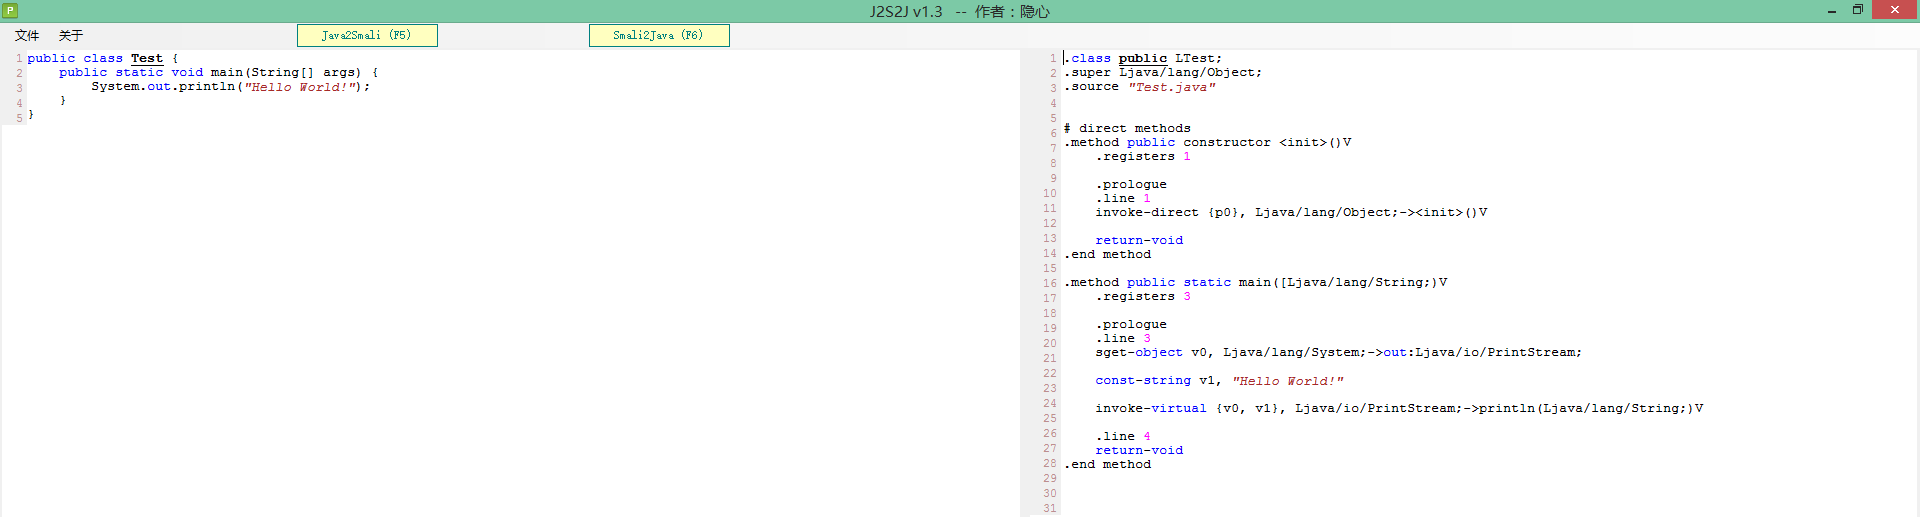 P J2S2J v1.3 -- 作者：隐心
文件 关于 Java2Smali (F5) Smali2Java (F6)
1 public class Test {
2 public static void main(String[] args) {
3 System.out.println("Hello World!");
4 }
5 }
1 .class public LTest;
2 .super Ljava/lang/Object;
3 .source "Test.java"
4
5
6 # direct methods
7 .method public constructor <init>()V
8 .registers 1
9
10 .prologue
11 .line 1
12 invoke-direct {p0}, Ljava/lang/Object;-><init>()V
13
14 return-void
15 .end method
16
17 .method public static main([Ljava/lang/String;)V
18 .registers 3
19
20 .prologue
21 .line 3
22 sget-object v0, Ljava/lang/System;->out:Ljava/io/PrintStream;
23
24 const-string v1, "Hello World!"
25
26 invoke-virtual {v0, v1}, Ljava/io/PrintStream;->println(Ljava/lang/String;)V
27
28 .line 4
29 return-void
30 .end method
31